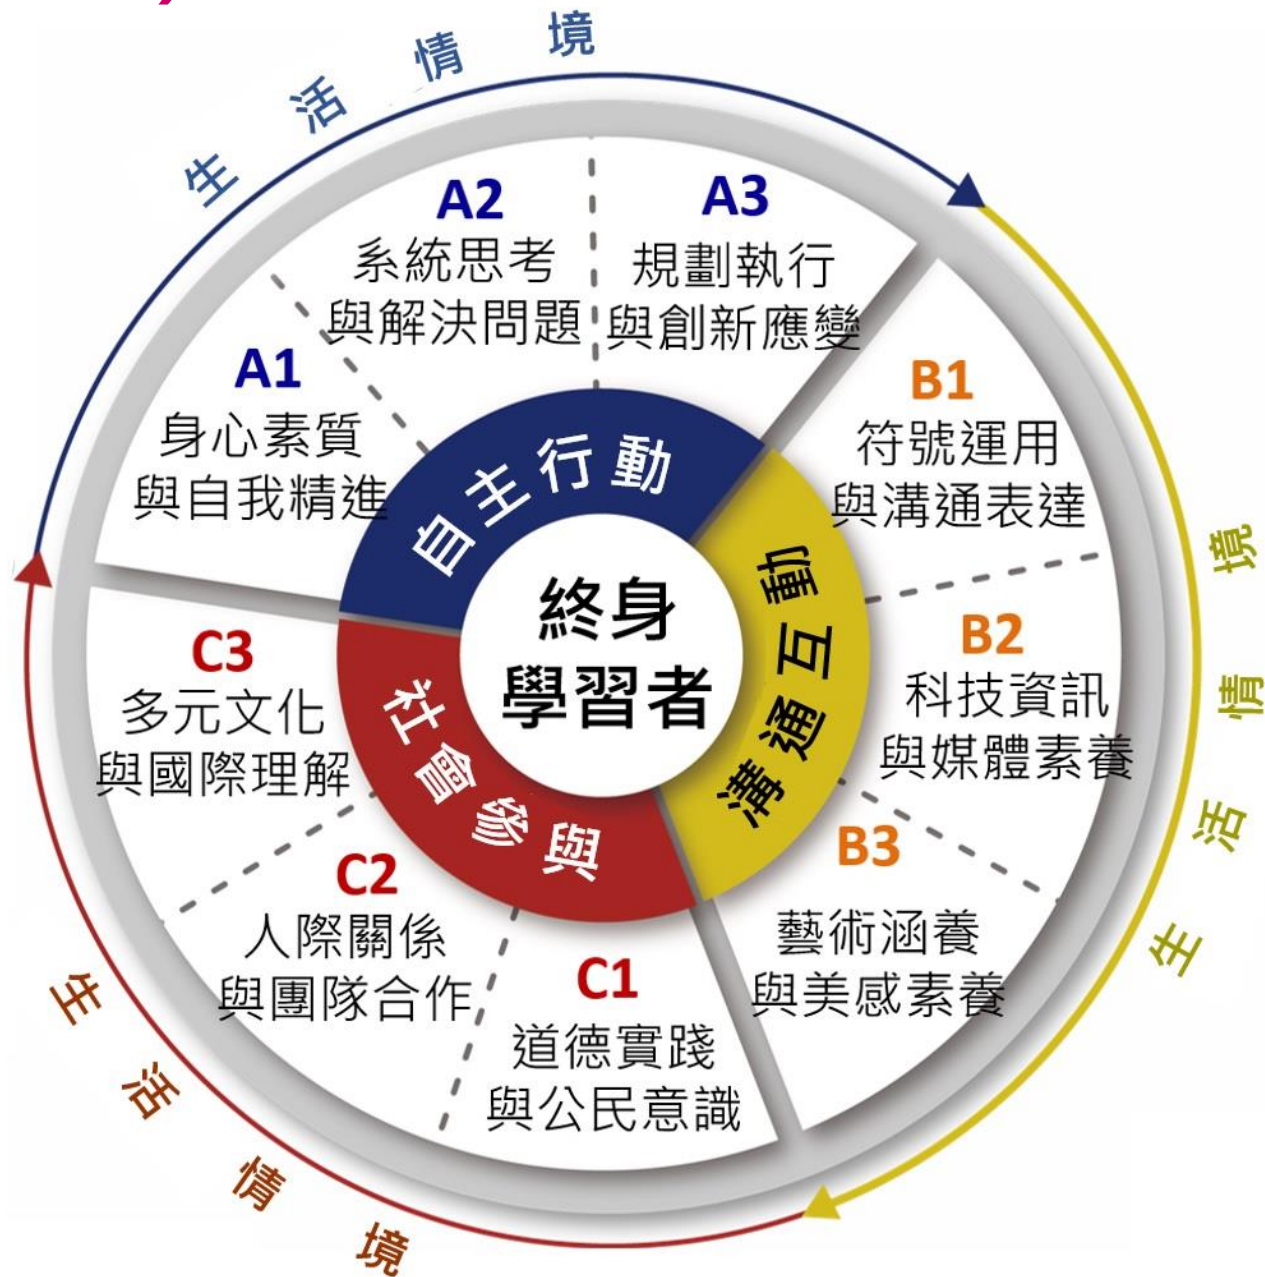 生活情境
A1
身心素質
與自我精進
A2
系統思考
與解決問題
A3
規劃執行
與創新應變
B1
符號運用
與溝通表達
B2
科技資訊
與媒體素養
B3
藝術涵養
與美感素養
C1
道德實踐
與公民意識
C2
人際關係
與團隊合作
C3
多元文化
與國際理解
自主行動
溝通互動
社會參與
終身
學習者
生活情境
生活情境